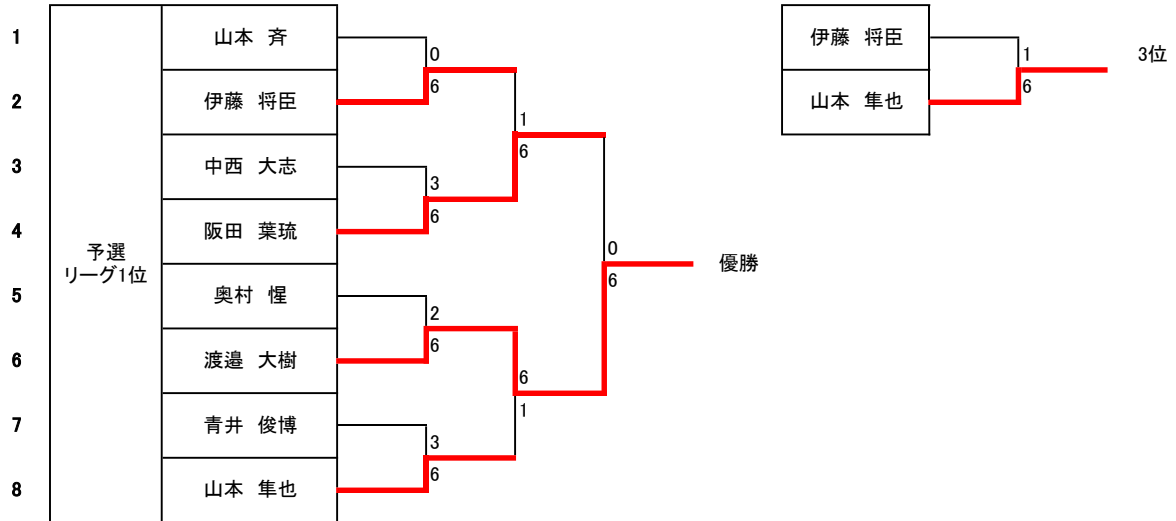 1 山本 斉
0
6
2 伊藤 将臣
1
6
3 中西 大志
3
6
4 阪田 葉琉
予選
リーグ1位
0
6
優勝
5 奥村 惺
2
6
6 渡邉 大樹
6
1
7 青井 俊博
3
6
8 山本 隼也
伊藤 将臣
1
6
3位
山本 隼也